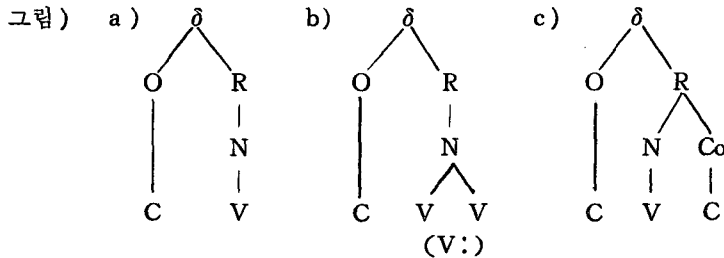 그림) a) δ b) δ c) δ
O R O R O R
N N N Co
C V C V V C V C
(V:)